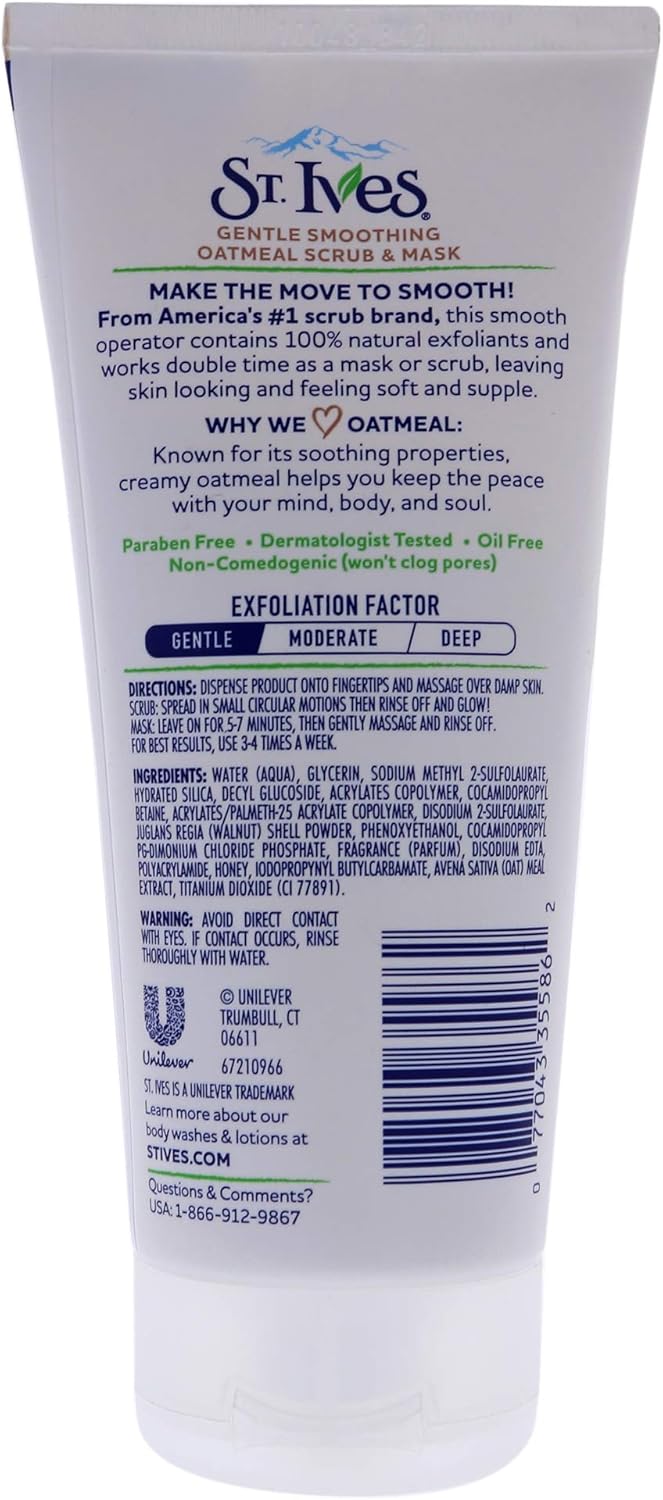 ST. IVES®
GENTLE SMOOTHING
OATMEAL SCRUB & MASK
MAKE THE MOVE TO SMOOTH!
From America's #1 scrub brand, this smooth
operator contains 100% natural exfoliants and
works double time as a mask or scrub, leaving
skin looking and feeling soft and supple.
WHY WE ♡ OATMEAL:
Known for its soothing properties,
creamy oatmeal helps you keep the peace
with your mind, body, and soul.
Paraben Free • Dermatologist Tested • Oil Free
Non-Comedogenic (won't clog pores)
EXFOLIATION FACTOR
GENTLE MODERATE DEEP
DIRECTIONS: DISPENSE PRODUCT ONTO FINGERTIPS AND MASSAGE OVER DAMP SKIN.
SCRUB: SPREAD IN SMALL CIRCULAR MOTIONS THEN RINSE OFF AND GLOW!
MASK: LEAVE ON FOR 5-7 MINUTES, THEN GENTLY MASSAGE AND RINSE OFF.
FOR BEST RESULTS, USE 3-4 TIMES A WEEK.
INGREDIENTS: WATER (AQUA), GLYCERIN, SODIUM METHYL 2-SULFOLAURATE,
HYDRATED SILICA, DECYL GLUCOSIDE, ACRYLATES COPOLYMER, COCAMIDOPROPYL
BETAINE, ACRYLATES/PALMETH-25 ACRYLATE COPOLYMER, DISODIUM 2-SULFOLAURATE,
JUGLANS REGIA (WALNUT) SHELL POWDER, PHENOXYETHANOL, COCAMIDOPROPYL
PG-DIMONIUM CHLORIDE PHOSPHATE, FRAGRANCE (PARFUM), DISODIUM EDTA,
POLYACRYLAMIDE, HONEY, IODOPROPYNYL BUTYLCARBAMATE, AVENA SATIVA (OAT) MEAL
EXTRACT, TITANIUM DIOXIDE (CI 77891).
WARNING: AVOID DIRECT CONTACT
WITH EYES. IF CONTACT OCCURS, RINSE
THOROUGHLY WITH WATER.
Unilever
© UNILEVER
TRUMBULL, CT
06611
67210966
ST. IVES IS A UNILEVER TRADEMARK
Learn more about our
body washes & lotions at
STIVES.COM
Questions & Comments?
USA: 1-866-912-9867
0 77043 35586 2